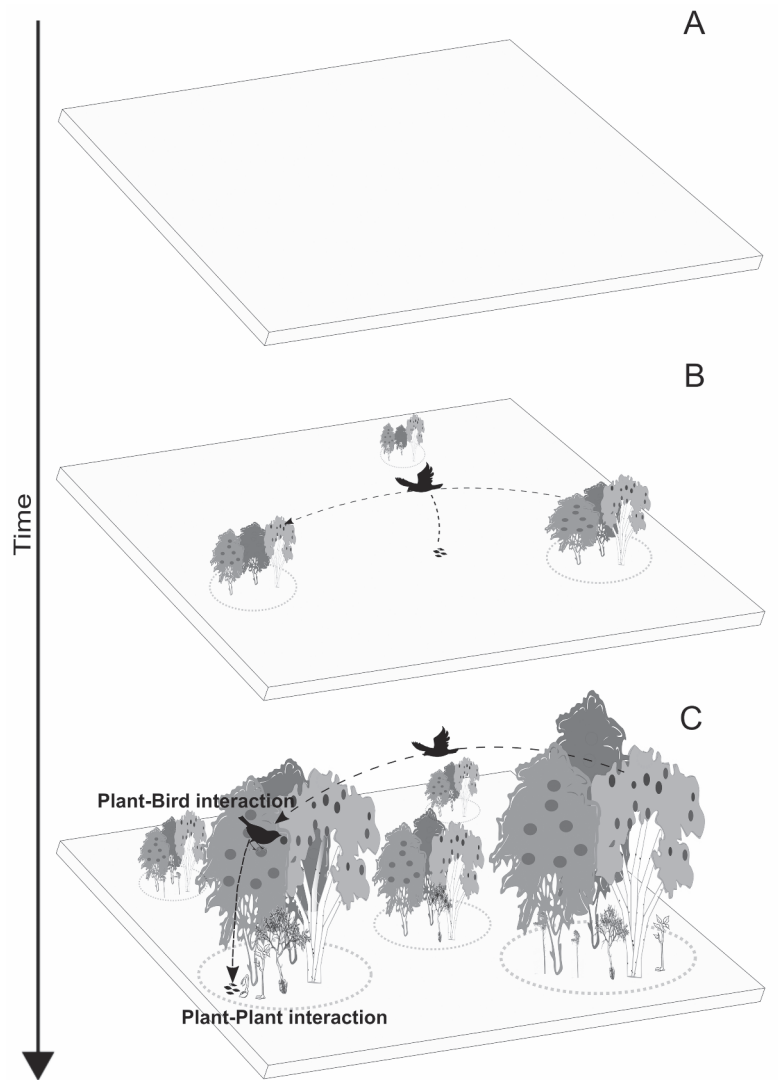 A
B
Time
C
Plant-Bird interaction
Plant-Plant interaction